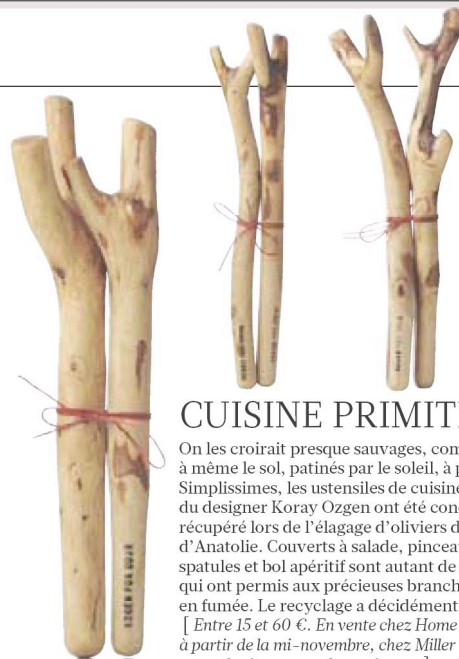 CUISINE PRIMIT
On les croirait presque sauvages, com
à même le sol, patinés par le soleil, à p
Simplissimes, les ustensiles de cuisine
du designer Koray Ozgen ont été conç
récupéré lors de l'élagage d'oliviers d
d'Anatolie. Couverts à salade, pinceau
spatules et bol apéritif sont autant de
qui ont permis aux précieuses branch
en fumée. Le recyclage a décidément
[ Entre 15 et 60 €. En vente chez Home
à partir de la mi-novembre, chez Miller